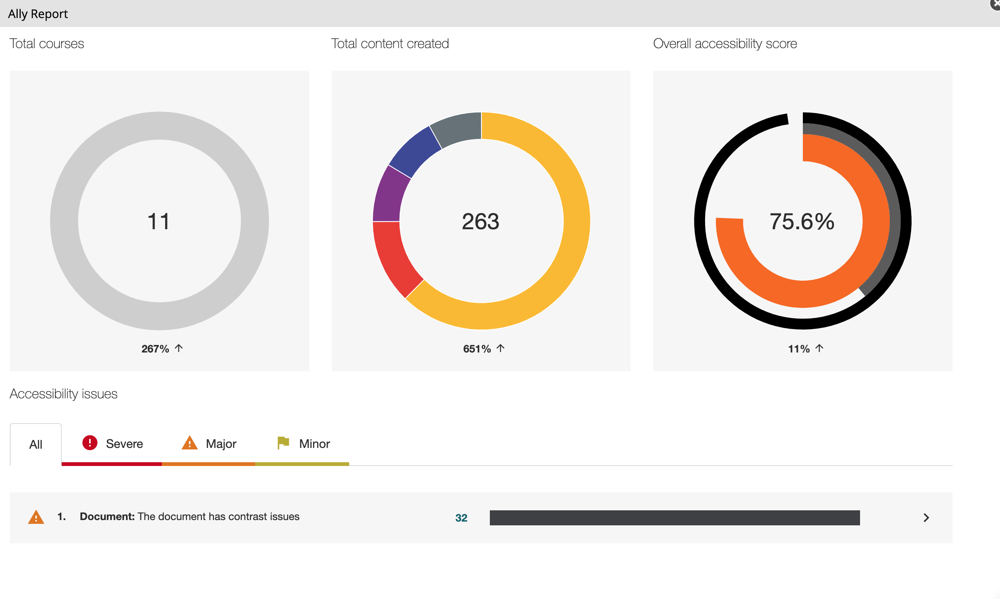 Ally Report
Total courses
Total content created
Overall accessibility score
11
263
75.6%
267% ↑
651% ↑
11% ↑
Accessibility issues
All
Severe
Major
Minor
1. Document: The document has contrast issues 32